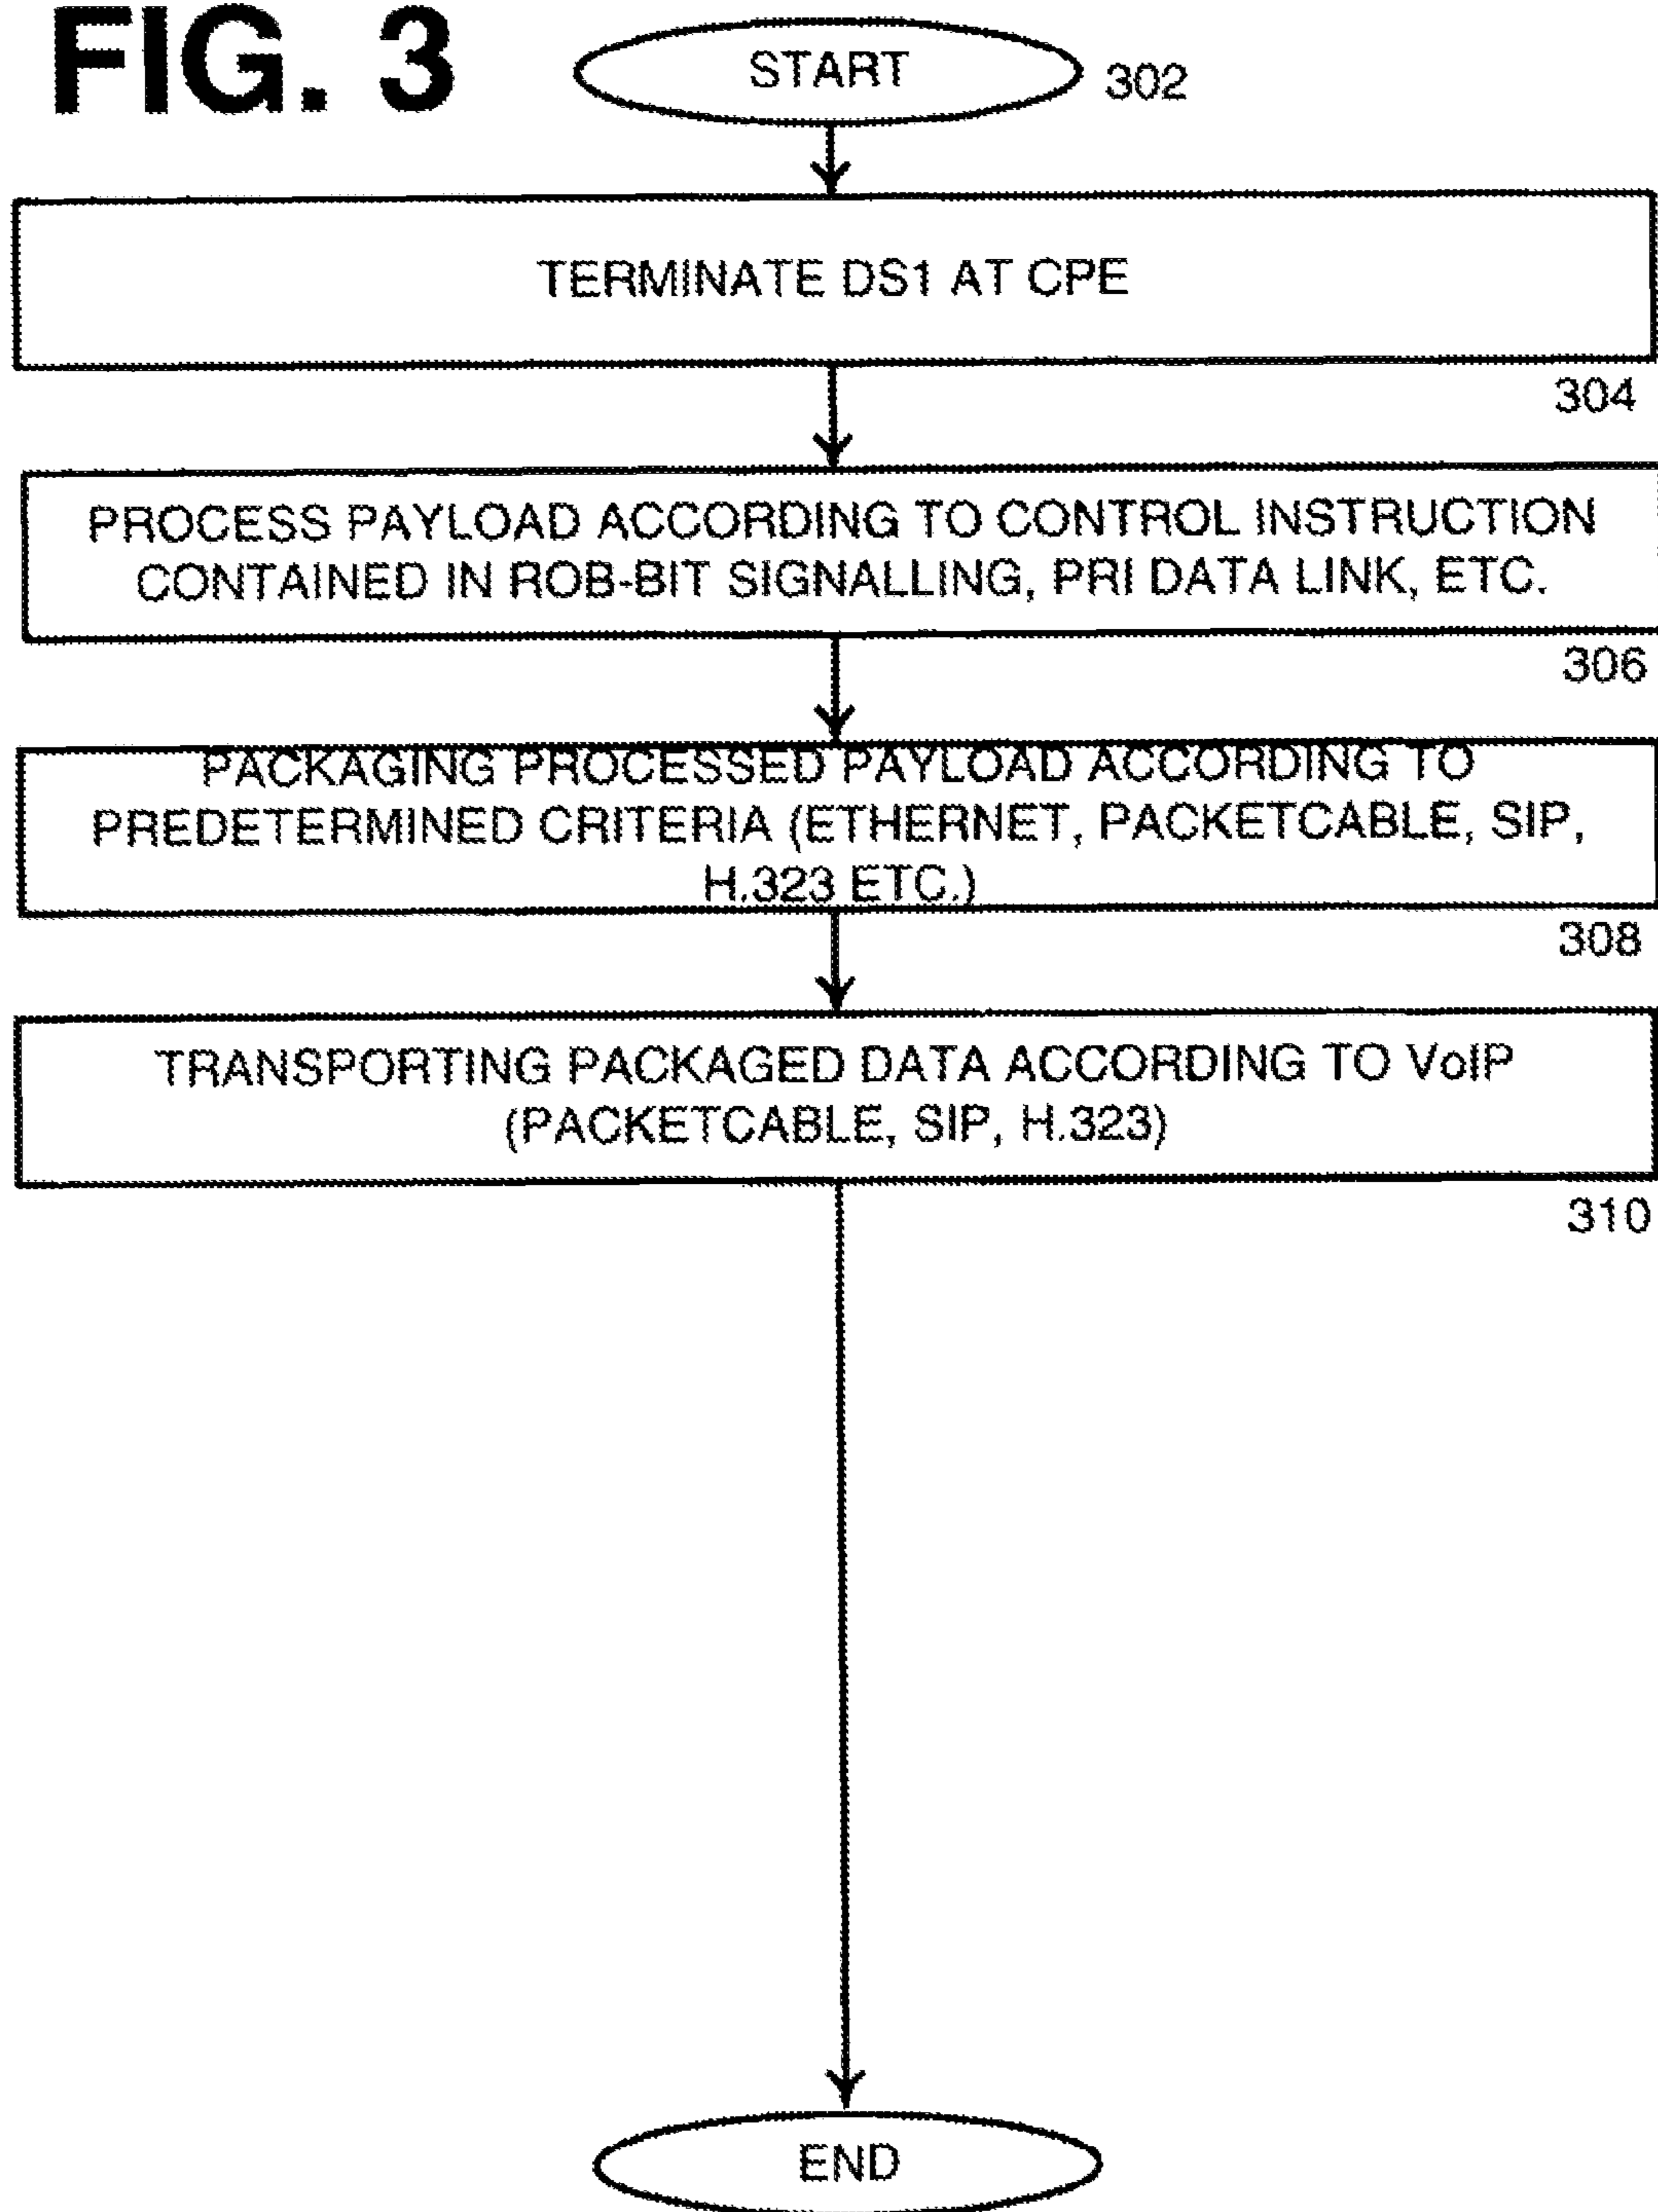 FIG. 3
START
302
TERMINATE DS1 AT CPE
304
PROCESS PAYLOAD ACCORDING TO CONTROL INSTRUCTION
CONTAINED IN ROB-BIT SIGNALLING, PRI DATA LINK, ETC.
306
PACKAGING PROCESSED PAYLOAD ACCORDING TO
PREDETERMINED CRITERIA (ETHERNET, PACKETCABLE, SIP,
H.323 ETC.)
308
TRANSPORTING PACKAGED DATA ACCORDING TO VoIP
(PACKETCABLE, SIP, H.323)
310
END